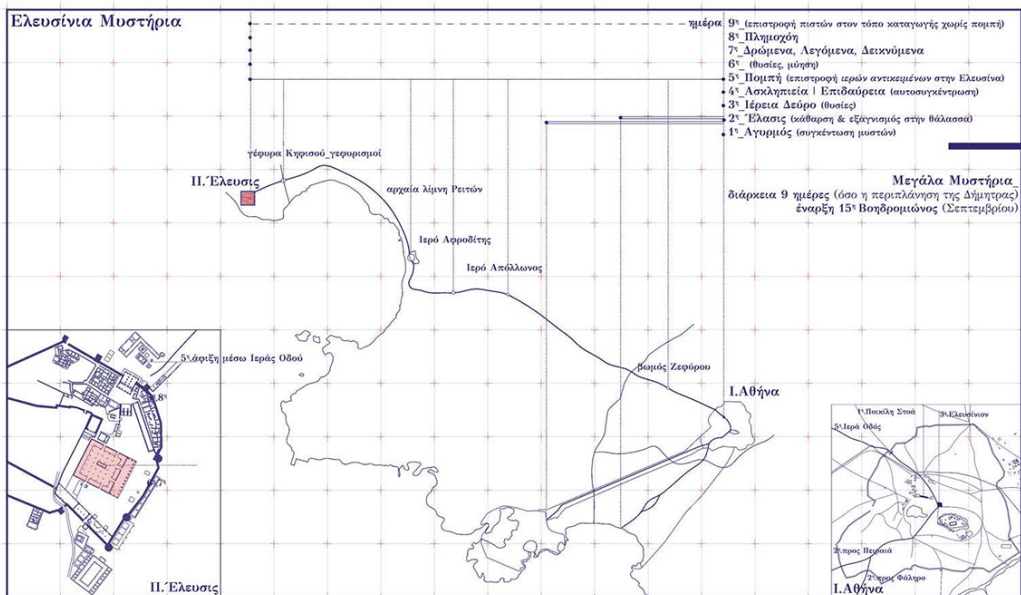 Ελευσίνια Μυστήρια
ημέρα 9η_(επιστροφή πιστών στον τόπο καταγωγής χωρίς πομπή)
8η_Πλημοχόη
7η_Δρώμενα, Λεγόμενα, Δεικνύμενα
6η_ (θυσίες, μύηση)
5η_Πομπή (επιστροφή ιερών αντικειμένων στην Ελευσίνα)
4η_Ασκληπιεία | Επιδαύρεια (αυτοσυγκέντρωση)
3η_Ιέρεια Δεύρο (θυσίες)
2η_Έλασις (κάθαρση & εξαγνισμός στην θάλασσα)
1η_Αγυρμός (συγκέντωση μυστών)
Μεγάλα Μυστήρια_
διάρκεια 9 ημέρες (όσο η περιπλάνηση της Δήμητρας)
έναρξη 15η Βοηδρομιώνος (Σεπτεμβρίου)
γέφυρα Κηφισού_γεφυρισμοί
ΙΙ.Έλευσις
αρχαία λίμνη Ρειτών
Ιερό Αφροδίτης
Ιερό Απόλλωνος
βωμός Ζεφύρου
Ι.Αθήνα
5η.άφιξη μέσω Ιεράς Οδού
ΙΙ.Έλευσις
1η.Ποικίλη Στοά
3η.Ελευσίνιον
5η.Ιερά Οδός
2η.προς Πειραιά
2η.προς Φάληρο
Ι.Αθήνα